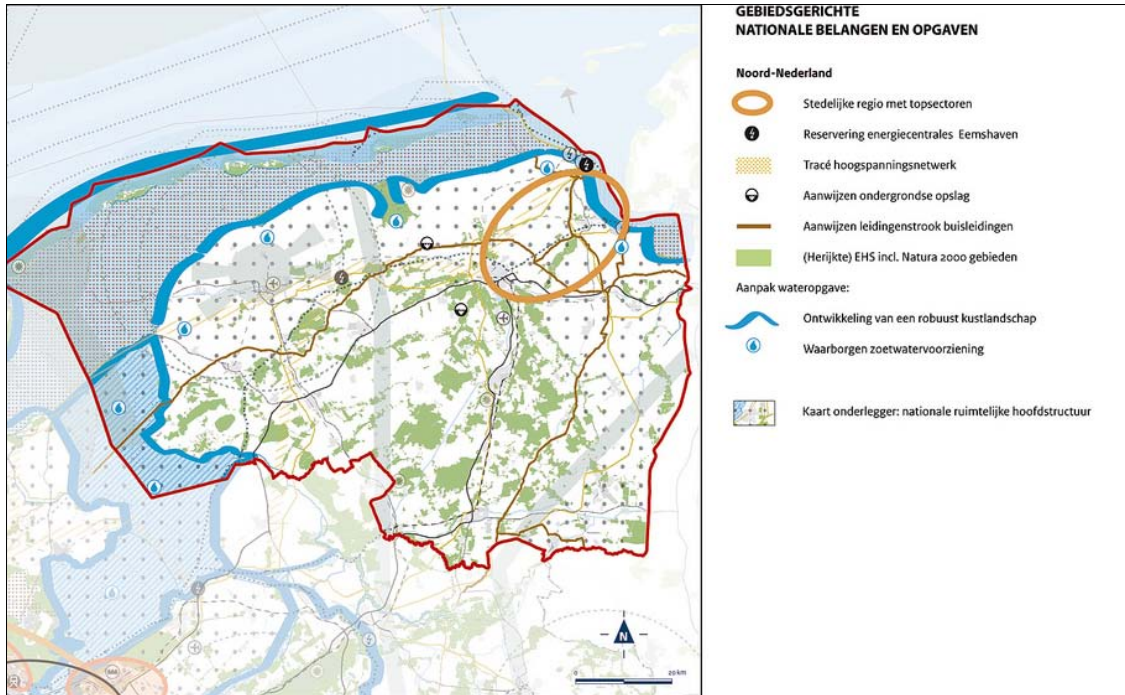 GEBIEDSGERICHTE
NATIONALE BELANGEN EN OPGAVEN
Noord-Nederland
Stedelijke regio met topsectoren
Reservering energiecentrales Eemshaven
Tracé hoogspanningsnetwerk
Aanwijzen ondergrondse opslag
Aanwijzen leidingenstrook buisleidingen
(Herijkte) EHS incl. Natura 2000 gebieden
Aanpak wateropgave:
Ontwikkeling van een robuust kustlandschap
Waarborgen zoetwatervoorziening
Kaart onderlegger: nationale ruimtelijke hoofdstructuur
N
0 20 km